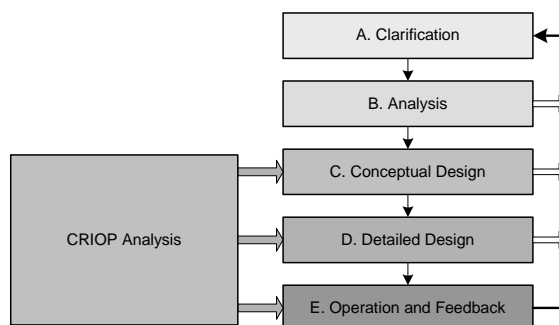 A. Clarification
B. Analysis
C. Conceptual Design
CRIOP Analysis
D. Detailed Design
E. Operation and Feedback